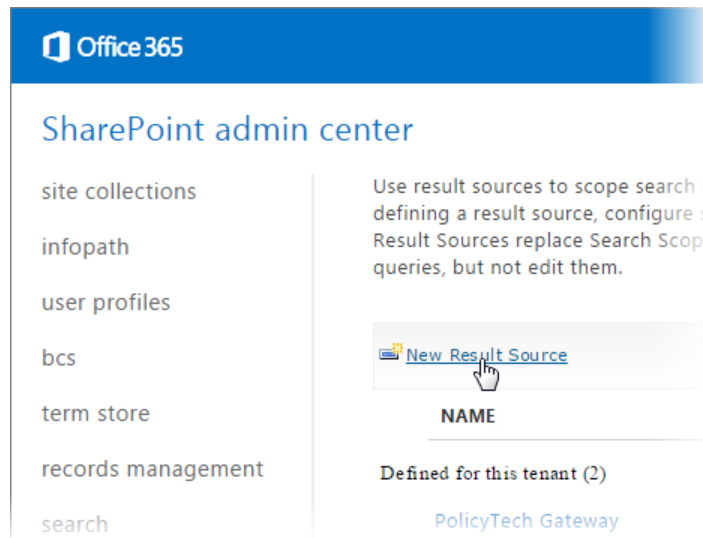 Office 365
SharePoint admin center
site collections
infopath
user profiles
bcs
term store
records management
search
Use result sources to scope search
defining a result source, configure
Result Sources replace Search Scop
queries, but not edit them.
New Result Source
NAME
Defined for this tenant (2)
PolicyTech Gateway